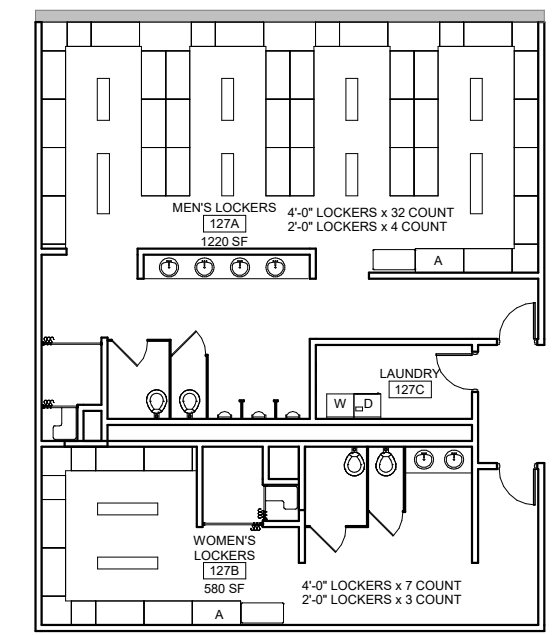 MEN'S LOCKERS
127A
1220 SF
4'-0" LOCKERS x 32 COUNT
2'-0" LOCKERS x 4 COUNT
A
LAUNDRY
127C
W D
WOMEN'S
LOCKERS
127B
580 SF
4'-0" LOCKERS x 7 COUNT
2'-0" LOCKERS x 3 COUNT
A